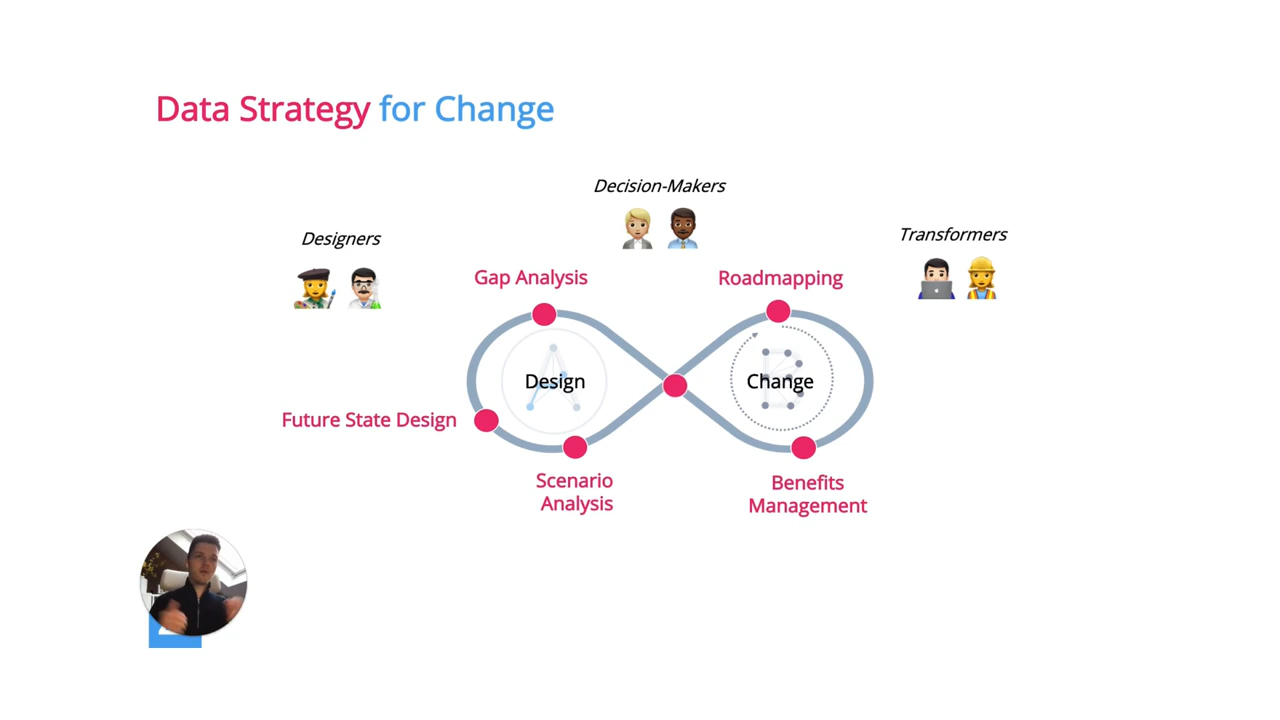 Data Strategy for Change
Decision-Makers
Designers
Transformers
Gap Analysis
Roadmapping
Design
Change
Future State Design
Scenario
Analysis
Benefits
Management